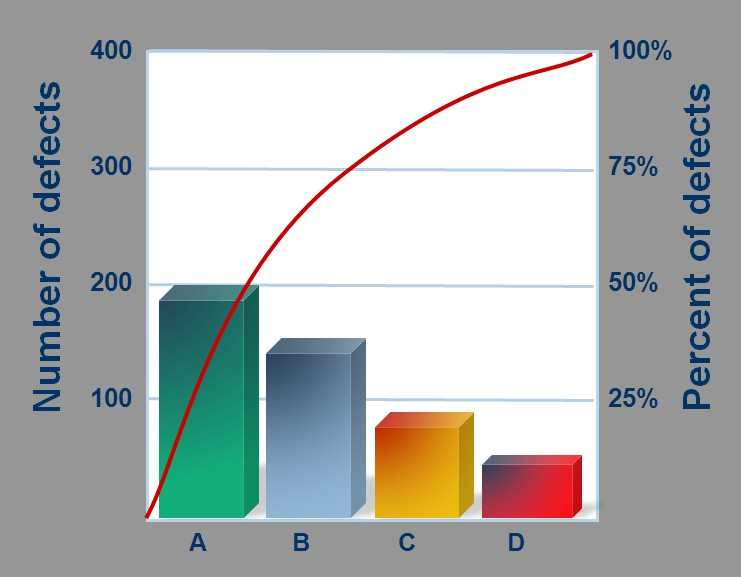 Number of defects
400
300
200
100
100%
75%
50%
25%
Percent of defects
A
B
C
D